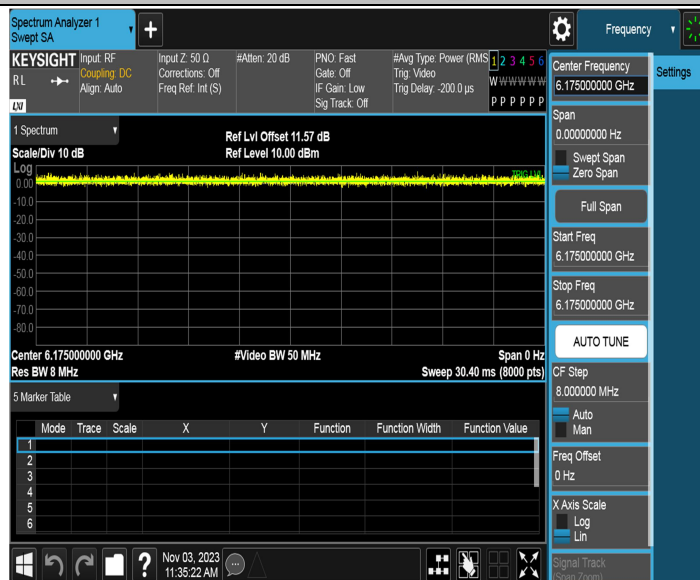 Spectrum Analyzer 1
Swept SA
Frequency
KEYSIGHT
RL
LXI
Input: RF
Coupling: DC
Align: Auto
Input Z: 50 Ω
Corrections: Off
Freq Ref: Int (S)
#Atten: 20 dB
PNO: Fast
Gate: Off
IF Gain: Low
Sig Track: Off
#Avg Type: Power (RMS
Trig: Video
Trig Delay: -200.0 µs
1 2 3 4 5 6
W W W W W W
P P P P P P
1 Spectrum
Scale/Div 10 dB
Ref Lvl Offset 11.57 dB
Ref Level 10.00 dBm
Log
TRIG LVL
0.00
-10.0
-20.0
-30.0
-40.0
-50.0
-60.0
-70.0
-80.0
Center 6.175000000 GHz
Res BW 8 MHz
#Video BW 50 MHz
Span 0 Hz
Sweep 30.40 ms (8000 pts)
5 Marker Table
Mode Trace Scale X Y Function Function Width Function Value
1
2
3
4
5
6
Nov 03, 2023
11:35:22 AM
Center Frequency
6.175000000 GHz
Settings
Span
0.00000000 Hz
Swept Span
Zero Span
Full Span
Start Freq
6.175000000 GHz
Stop Freq
6.175000000 GHz
AUTO TUNE
CF Step
8.000000 MHz
Auto
Man
Freq Offset
0 Hz
X Axis Scale
Log
Lin
Signal Track
(Span Zoom)